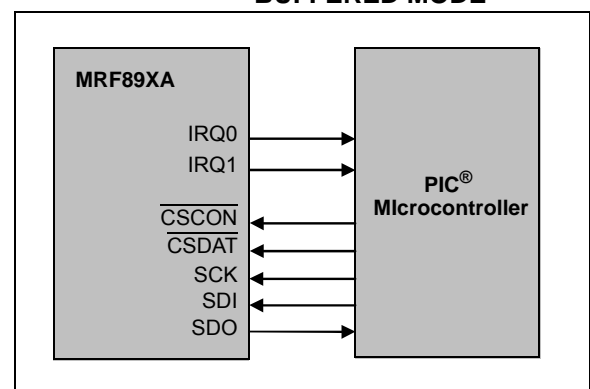 BUFFERED MODE
MRF89XA
IRQ0
IRQ1
CSCON
CSDAT
SCK
SDI
SDO
PIC®
MIcrocontroller